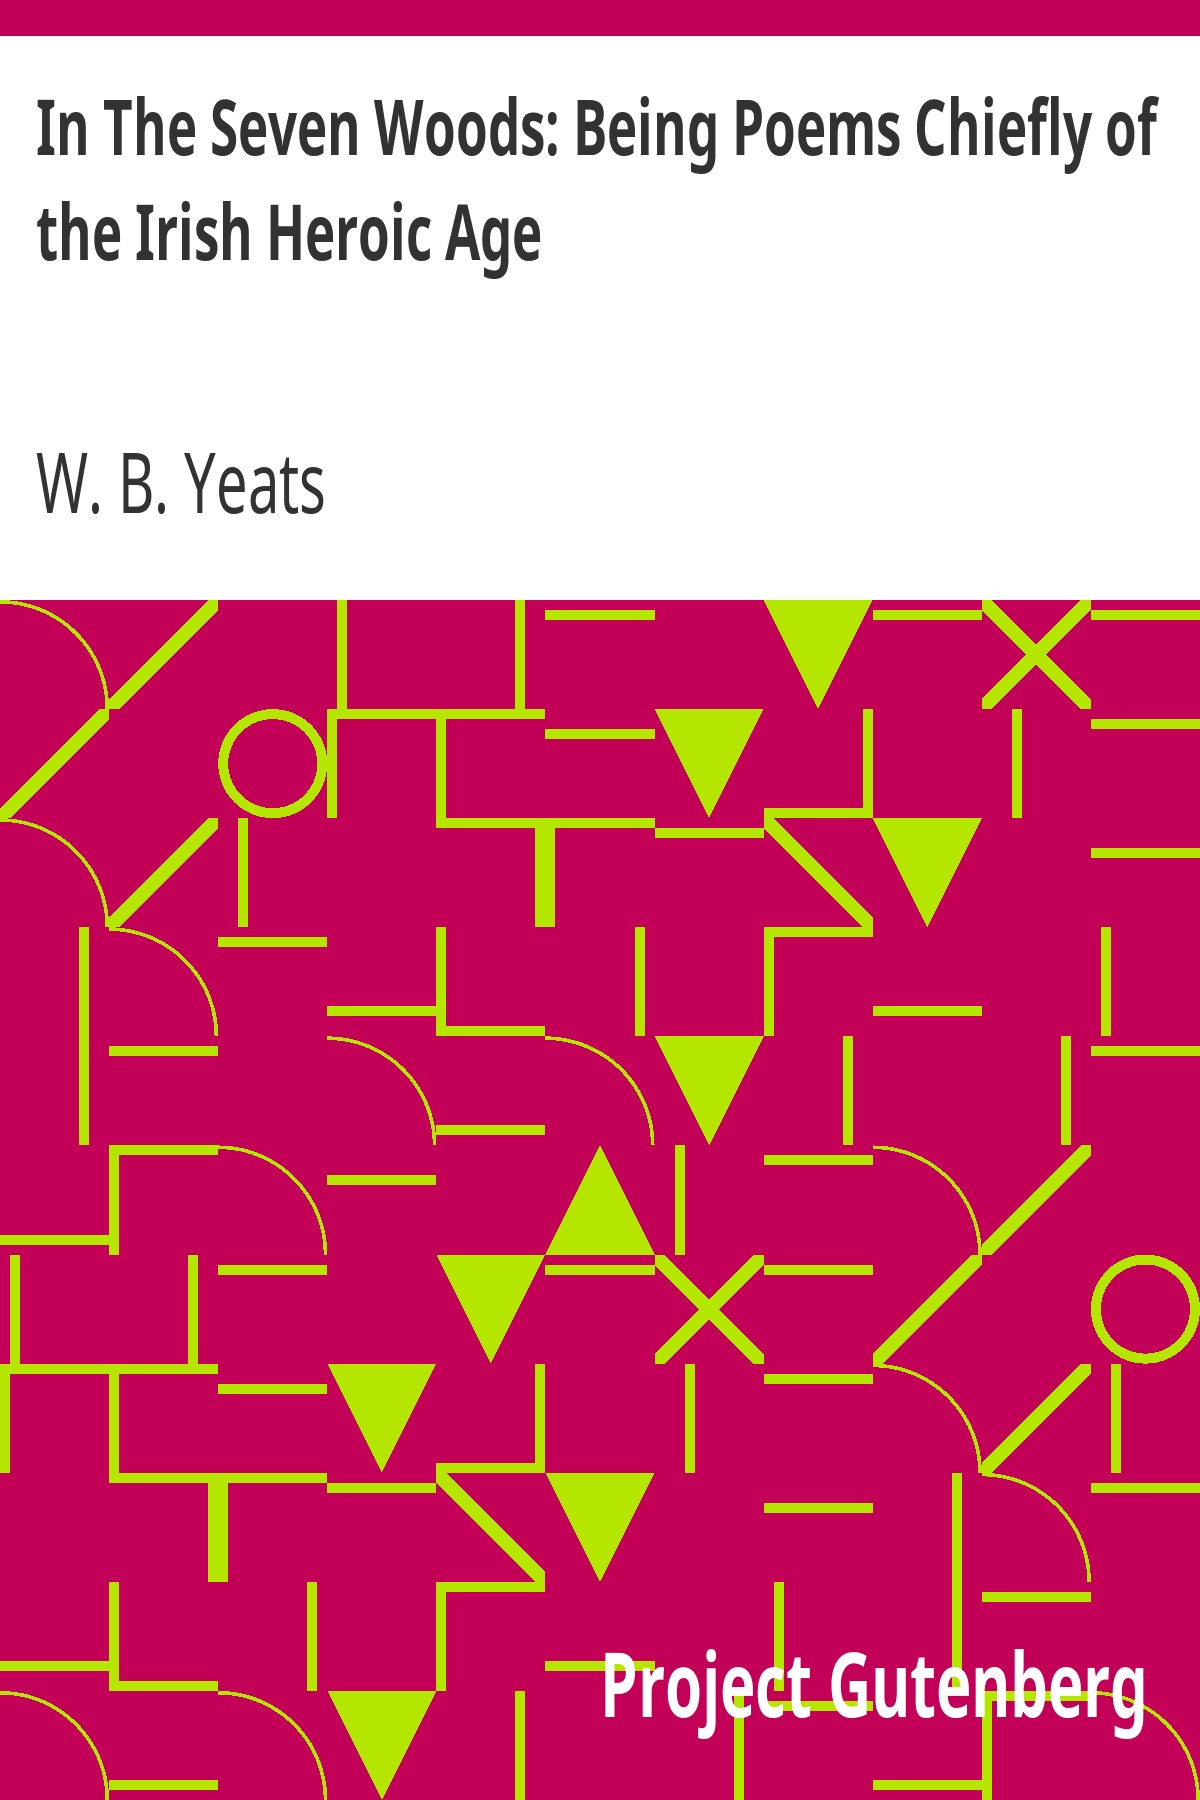 In The Seven Woods: Being Poems Chiefly of
the Irish Heroic Age
W. B. Yeats
Project Gutenberg